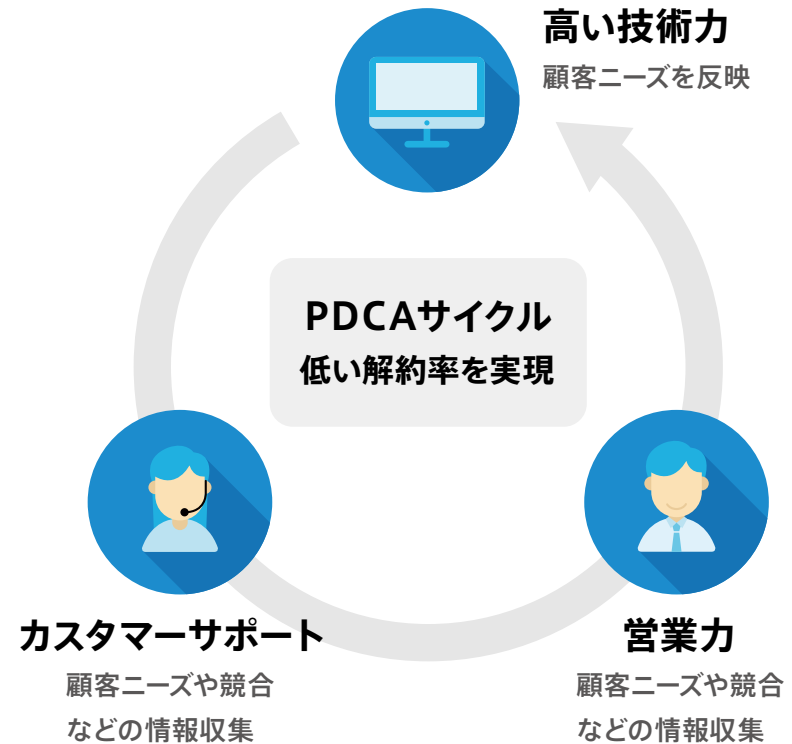 高い技術力
顧客ニーズを反映
PDCAサイクル
低い解約率を実現
カスタマーサポート
顧客ニーズや競合
などの情報収集
営業力
顧客ニーズや競合
などの情報収集